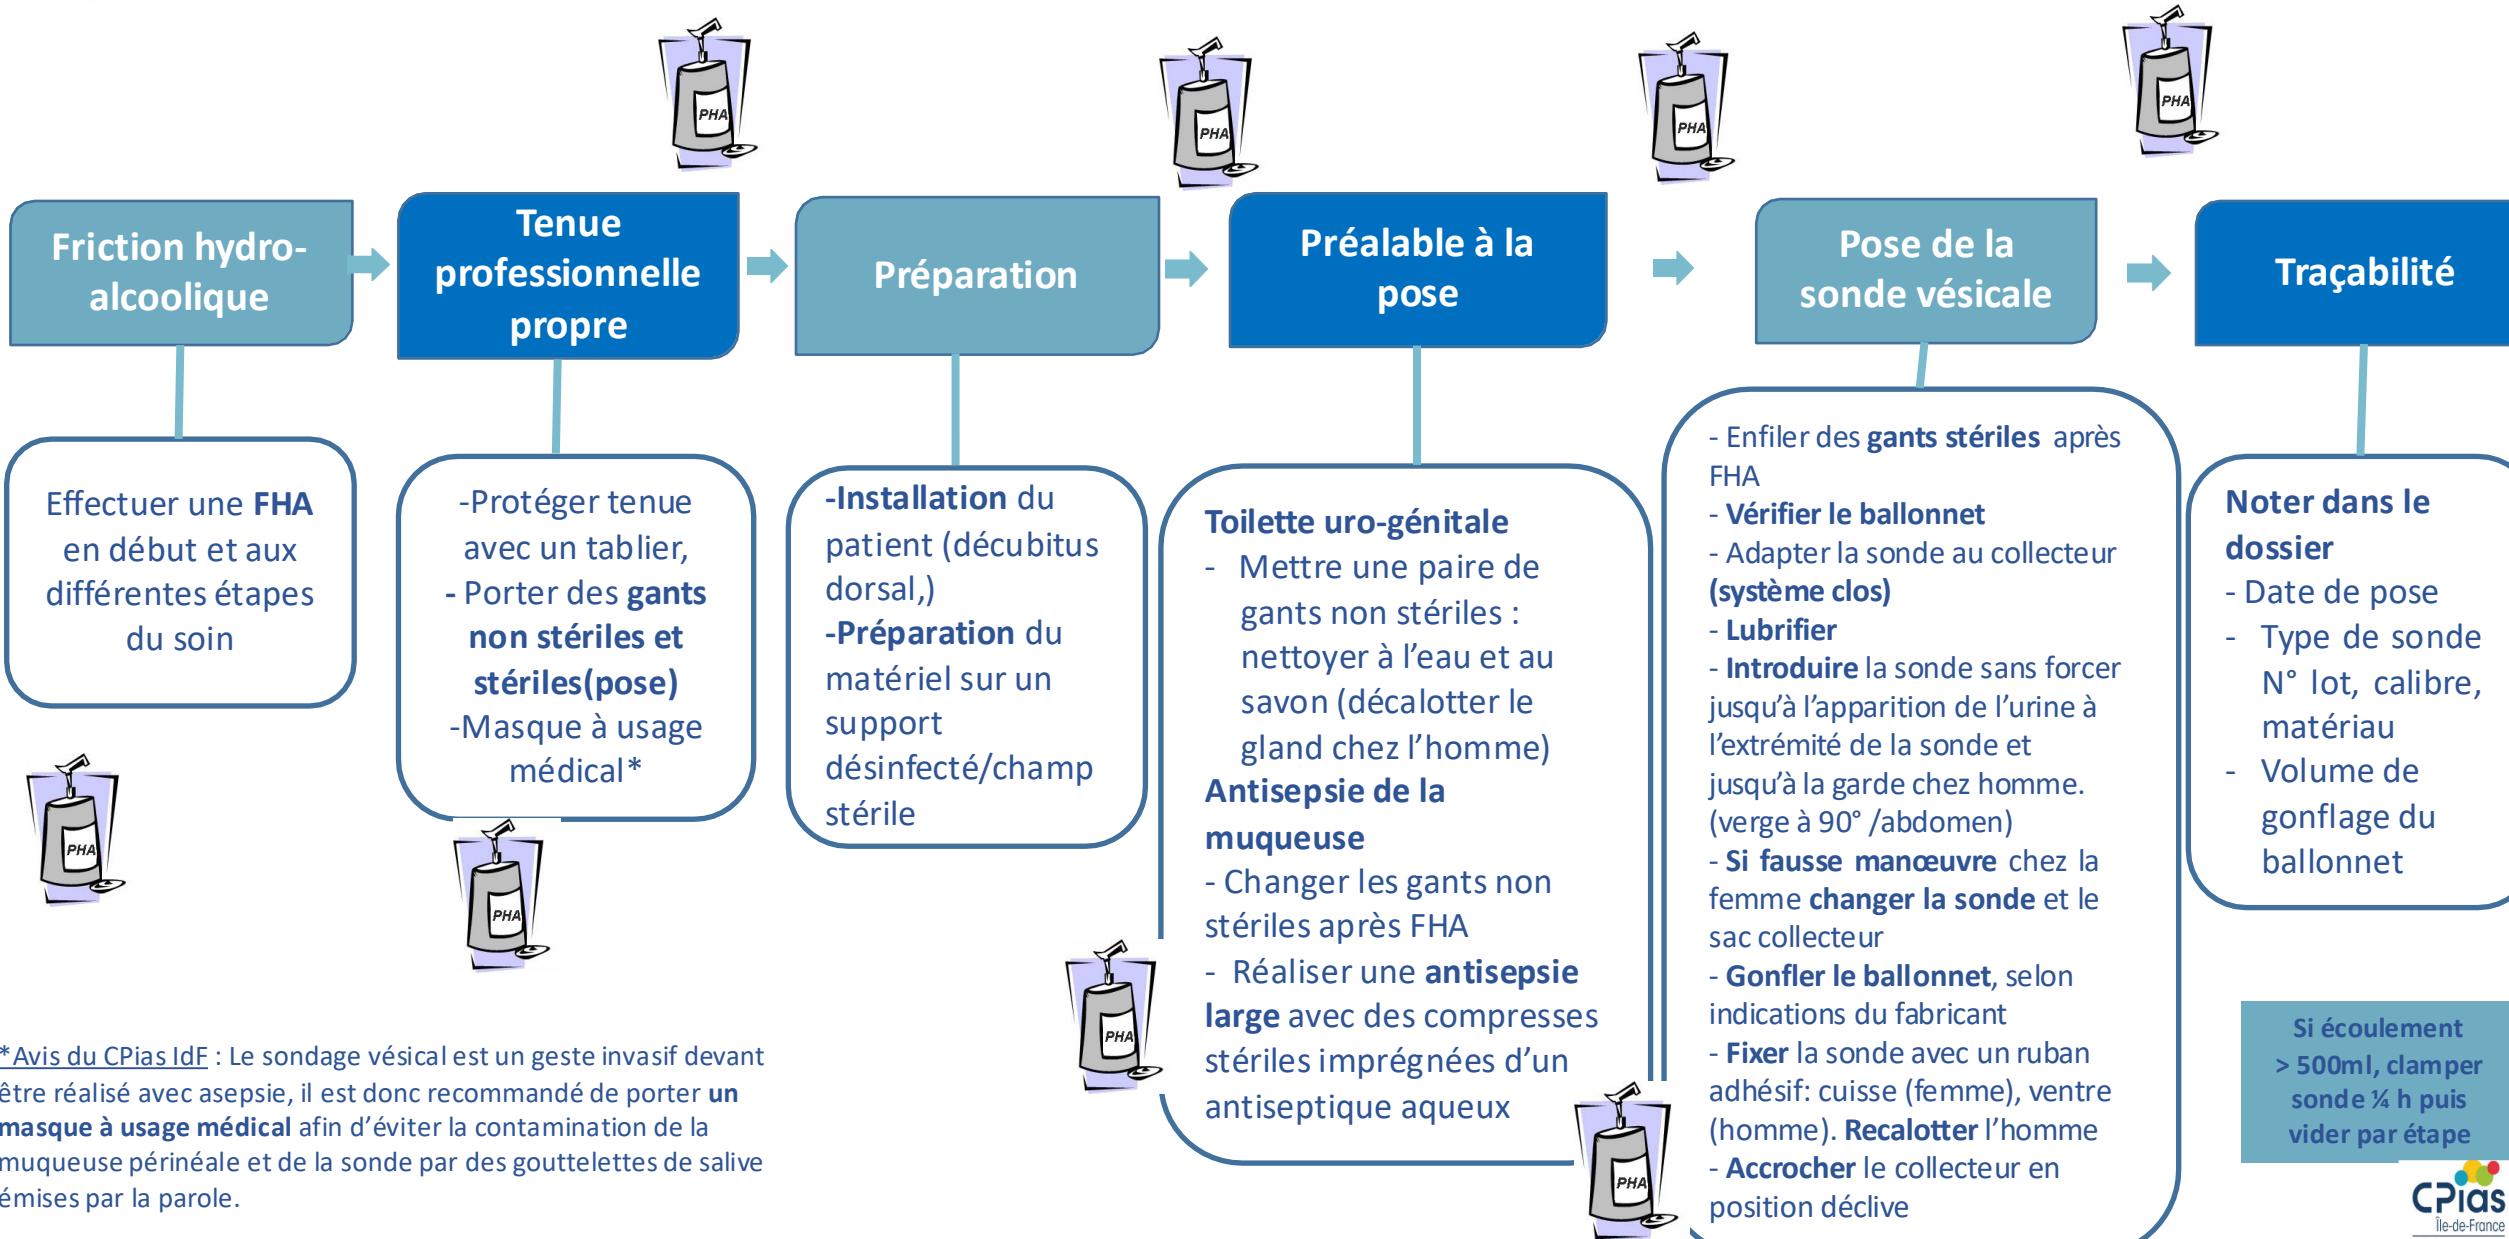 PHA
PHA
PHA
PHA
Friction hydro-
alcoolique
Effectuer une FHA
en début et aux
différentes étapes
du soin
PHA
Tenue
professionnelle
propre
-Protéger tenue
avec un tablier,
- Porter des gants
non stériles et
stériles(pose)
-Masque à usage
médical*
PHA
Préparation
-Installation du
patient (décubitus
dorsal,)
-Préparation du
matériel sur un
support
désinfecté/champ
stérile
Préalable à la
pose
Toilette uro-génitale
- Mettre une paire de
gants non stériles :
nettoyer à l’eau et au
savon (décalotter le
gland chez l’homme)
Antisepsie de la
muqueuse
- Changer les gants non
stériles après FHA
- Réaliser une antisepsie
large avec des compresses
stériles imprégnées d’un
antiseptique aqueux
PHA
PHA
Pose de la
sonde vésicale
- Enfiler des gants stériles après
FHA
- Vérifier le ballonnet
- Adapter la sonde au collecteur
(système clos)
- Lubrifier
- Introduire la sonde sans forcer
jusqu’à l’apparition de l’urine à
l’extrémité de la sonde et
jusqu’à la garde chez homme.
(verge à 90° /abdomen)
- Si fausse manœuvre chez la
femme changer la sonde et le
sac collecteur
- Gonfler le ballonnet, selon
indications du fabricant
- Fixer la sonde avec un ruban
adhésif: cuisse (femme), ventre
(homme). Recalotter l’homme
- Accrocher le collecteur en
position déclive
Traçabilité
Noter dans le
dossier
- Date de pose
- Type de sonde
N° lot, calibre,
matériau
- Volume de
gonflage du
ballonnet
Si écoulement
> 500ml, clamper
sonde ¼ h puis
vider par étape
*Avis du CPias IdF : Le sondage vésical est un geste invasif devant
être réalisé avec asepsie, il est donc recommandé de porter un
masque à usage médical afin d’éviter la contamination de la
muqueuse périnéale et de la sonde par des gouttelettes de salive
émises par la parole.
CPias
Île-de-France